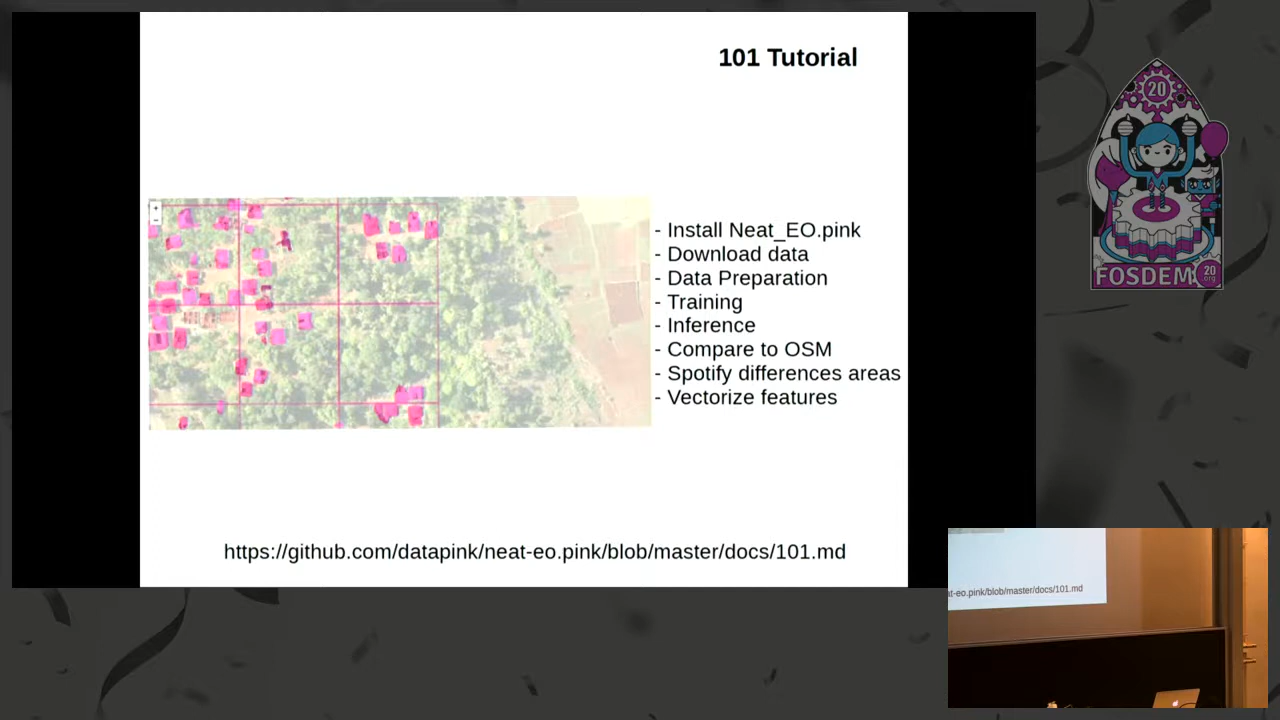 101 Tutorial
- Install Neat_EO.pink
- Download data
- Data Preparation
- Training
- Inference
- Compare to OSM
- Spotify differences areas
- Vectorize features
https://github.com/datapink/neat-eo.pink/blob/master/docs/101.md
20
FOSDEM
20
.org
-eo.pink/blob/master/docs/101.md